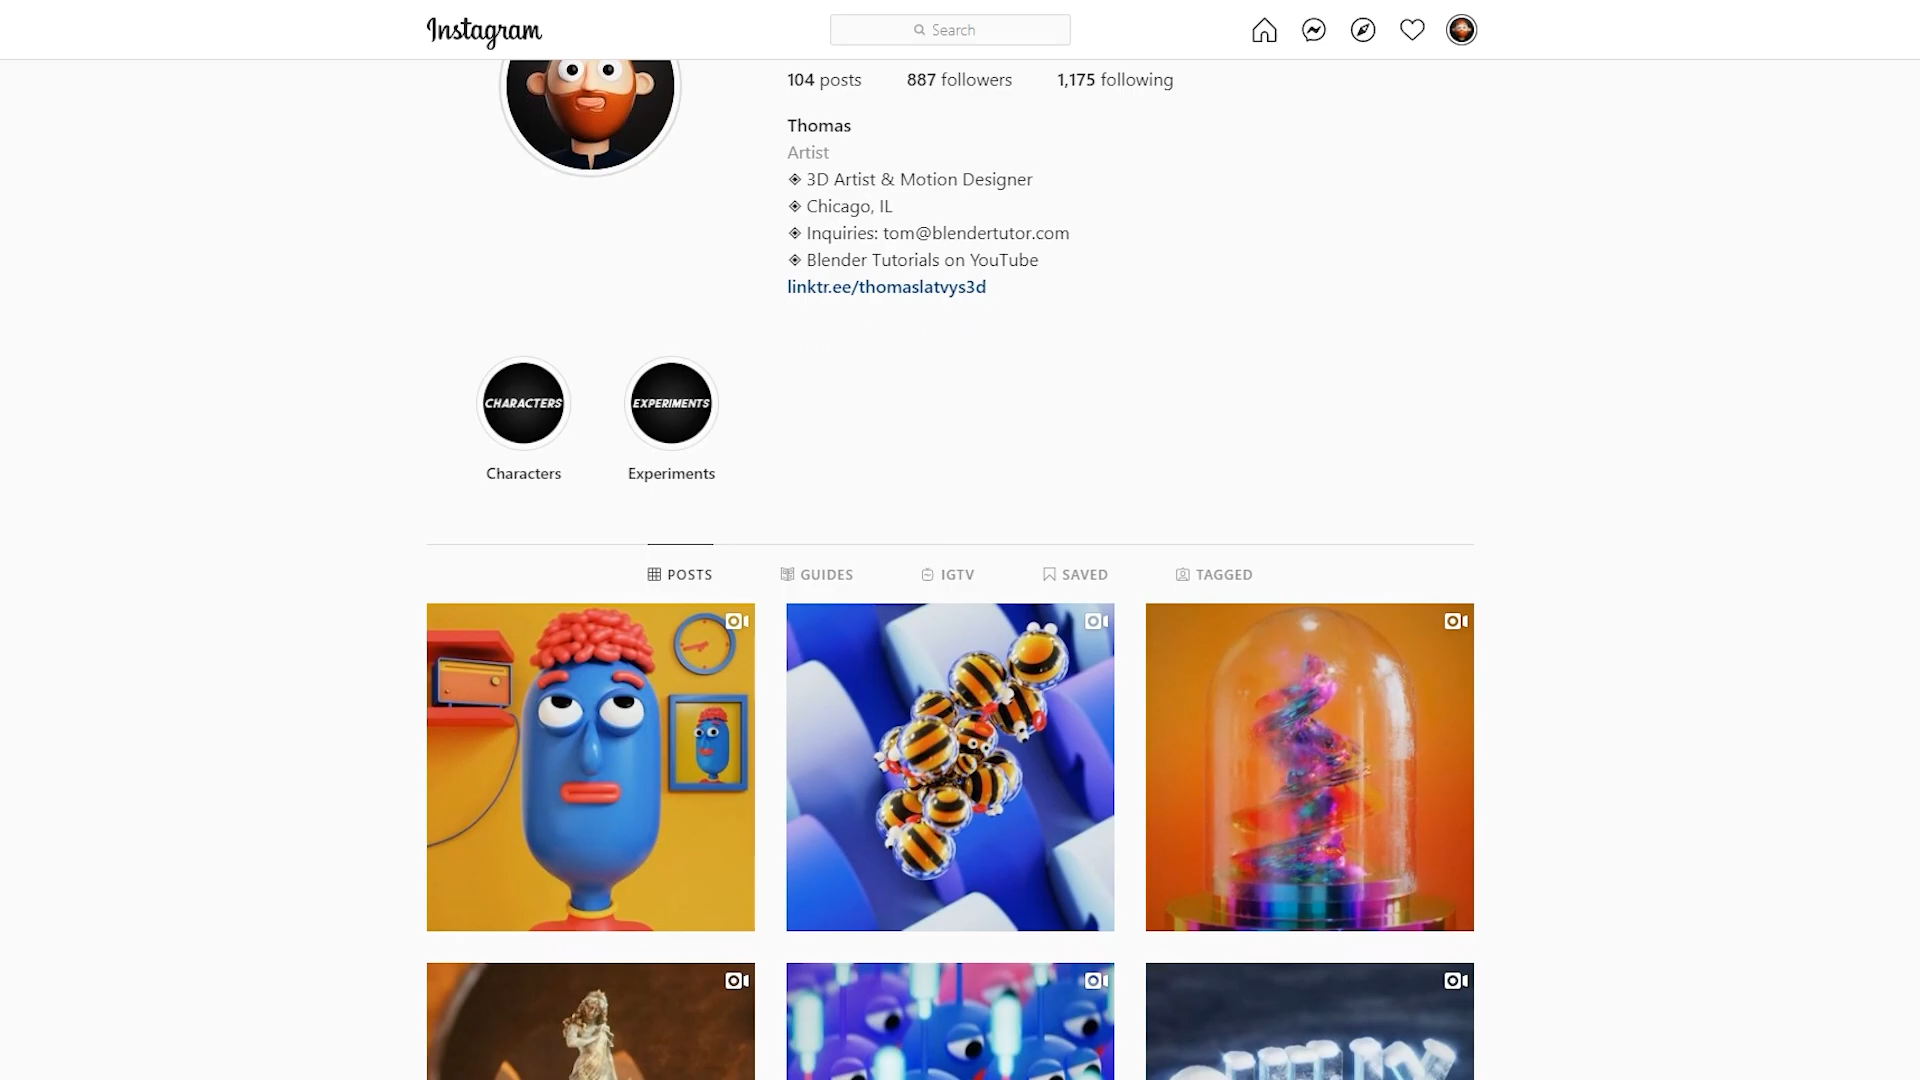 Instagram
Search
104 posts 887 followers 1,175 following
Thomas
Artist
◈ 3D Artist & Motion Designer
◈ Chicago, IL
◈ Inquiries: tom@blendertutor.com
◈ Blender Tutorials on YouTube
linktr.ee/thomaslatvys3d
CHARACTERS EXPERIMENTS
Characters Experiments
POSTS GUIDES IGTV SAVED TAGGED